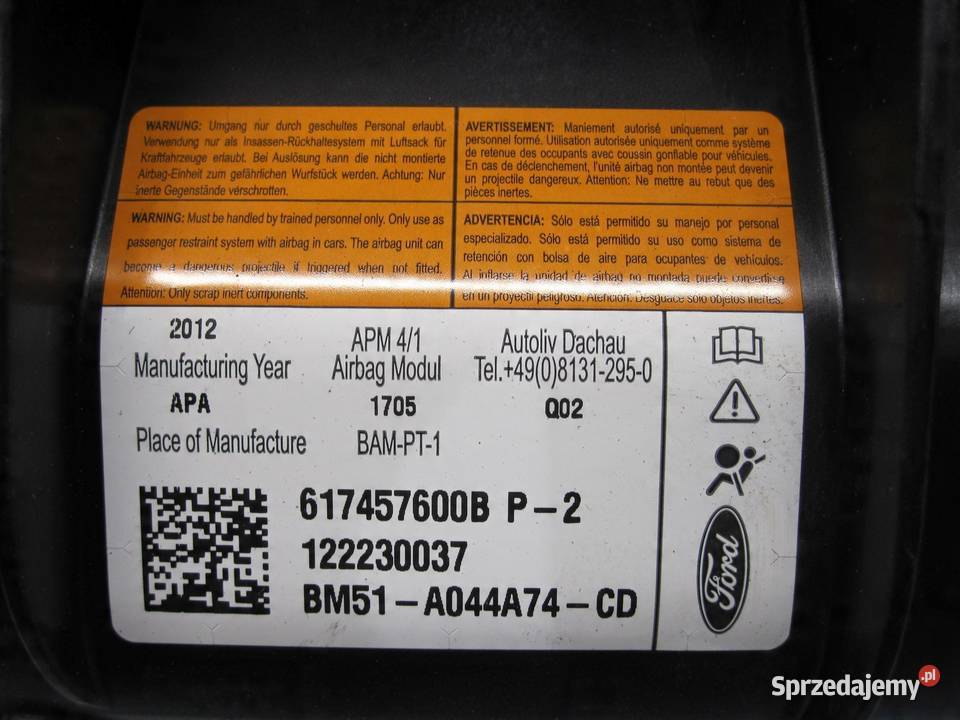 WARNUNG: Umgang nur durch geschultes Personal erlaubt.
Verwendung nur als Insassen-Rückhaltesystem mit Luftsack für
Kraftfahrzeuge erlaubt. Bei Auslösung kann die nicht montierte
Airbag-Einheit zum gefährlichen Wurfstück werden. Achtung: Nur
inerte Gegenstände verschrotten.
AVERTISSEMENT: Maniement autorisé uniquement par un
personnel formé. Utilisation autorisée uniquement comme système
de retenue des occupants avec coussin gonflable pour véhicules.
En cas de déclenchement, l'unité airbag non montée peut devenir
un projectile dangereux. Attention: Ne mettre au rebut que des
pièces inertes.
WARNING: Must be handled by trained personnel only. Only use as
passenger restraint system with airbag in cars. The airbag unit can
become a dangerous projectile if triggered when not fitted.
Attention: Only scrap inert components.
ADVERTENCIA: Sólo está permitido su manejo por personal
especializado. Sólo está permitido su uso como sistema de
retención con bolsa de aire para ocupantes de vehículos.
Al inflarse la unidad de airbag no montada puede convertirse
en un proyectil peligroso. Atención: Desguace sólo objetos inertes.
2012
Manufacturing Year
APA
Place of Manufacture
APM 4/1
Airbag Modul
1705
BAM-PT-1
Autoliv Dachau
Tel.+49(0)8131-295-0
Q02
617457600B P-2
122230037
BM51-A044A74-CD
Ford
Sprzedajemy.pl